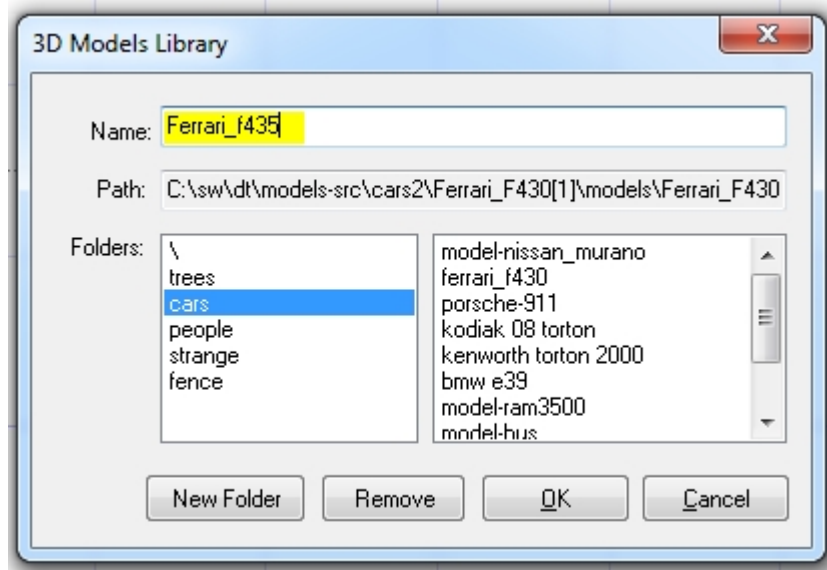 3D Models Library
Name: Ferrari_f435
Path: C:\sw\dt\models-src\cars2\Ferrari_F430[1]\models\Ferrari_F430
Folders:
\
trees
cars
people
strange
fence
model-nissan_murano
ferrari_f430
porsche-911
kodiak 08 torton
kenworth torton 2000
bmw e39
model-ram3500
model-bus
New Folder
Remove
OK
Cancel